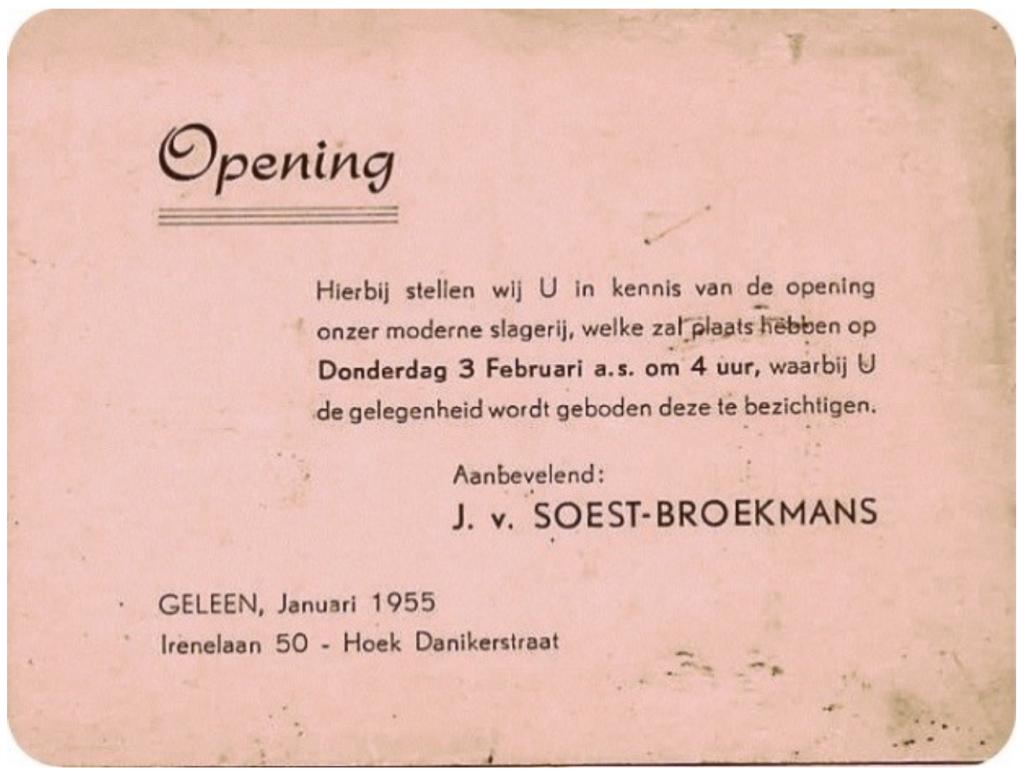 Opening
Hierbij stellen wij U in kennis van de opening
onzer moderne slagerij, welke zal plaats hebben op
Donderdag 3 Februari a.s. om 4 uur, waarbij U
de gelegenheid wordt geboden deze te bezichtigen.
Aanbevelend:
J. v. SOEST-BROEKMANS
GELEEN, Januari 1955
Irenelaan 50 - Hoek Danikerstraat